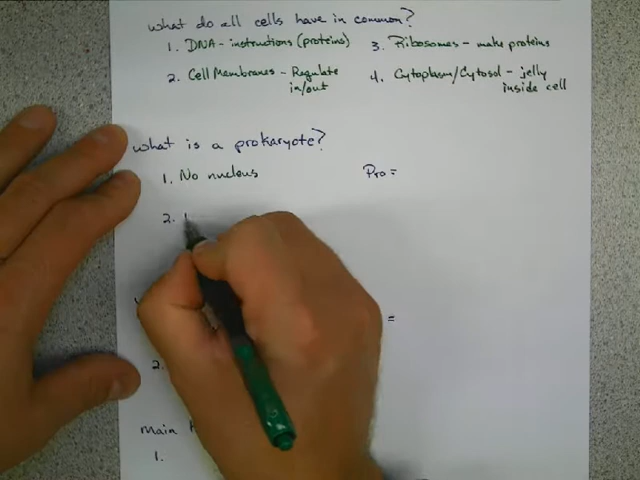 what do all cells have in common?
1. DNA - instructions (proteins)
3. Ribosomes - make proteins
2. Cell Membranes - Regulate
in/out
4. Cytoplasm/Cytosol - jelly
inside cell
what is a prokaryote?
1. No nucleus
Pro =
2.
=
2.
main
1.